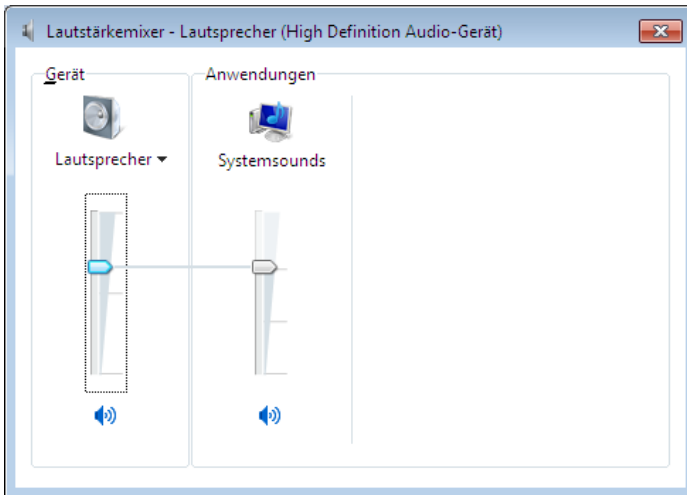 Lautstärkemixer - Lautsprecher (High Definition Audio-Gerät)
Gerät
Anwendungen
Lautsprecher
Systemsounds